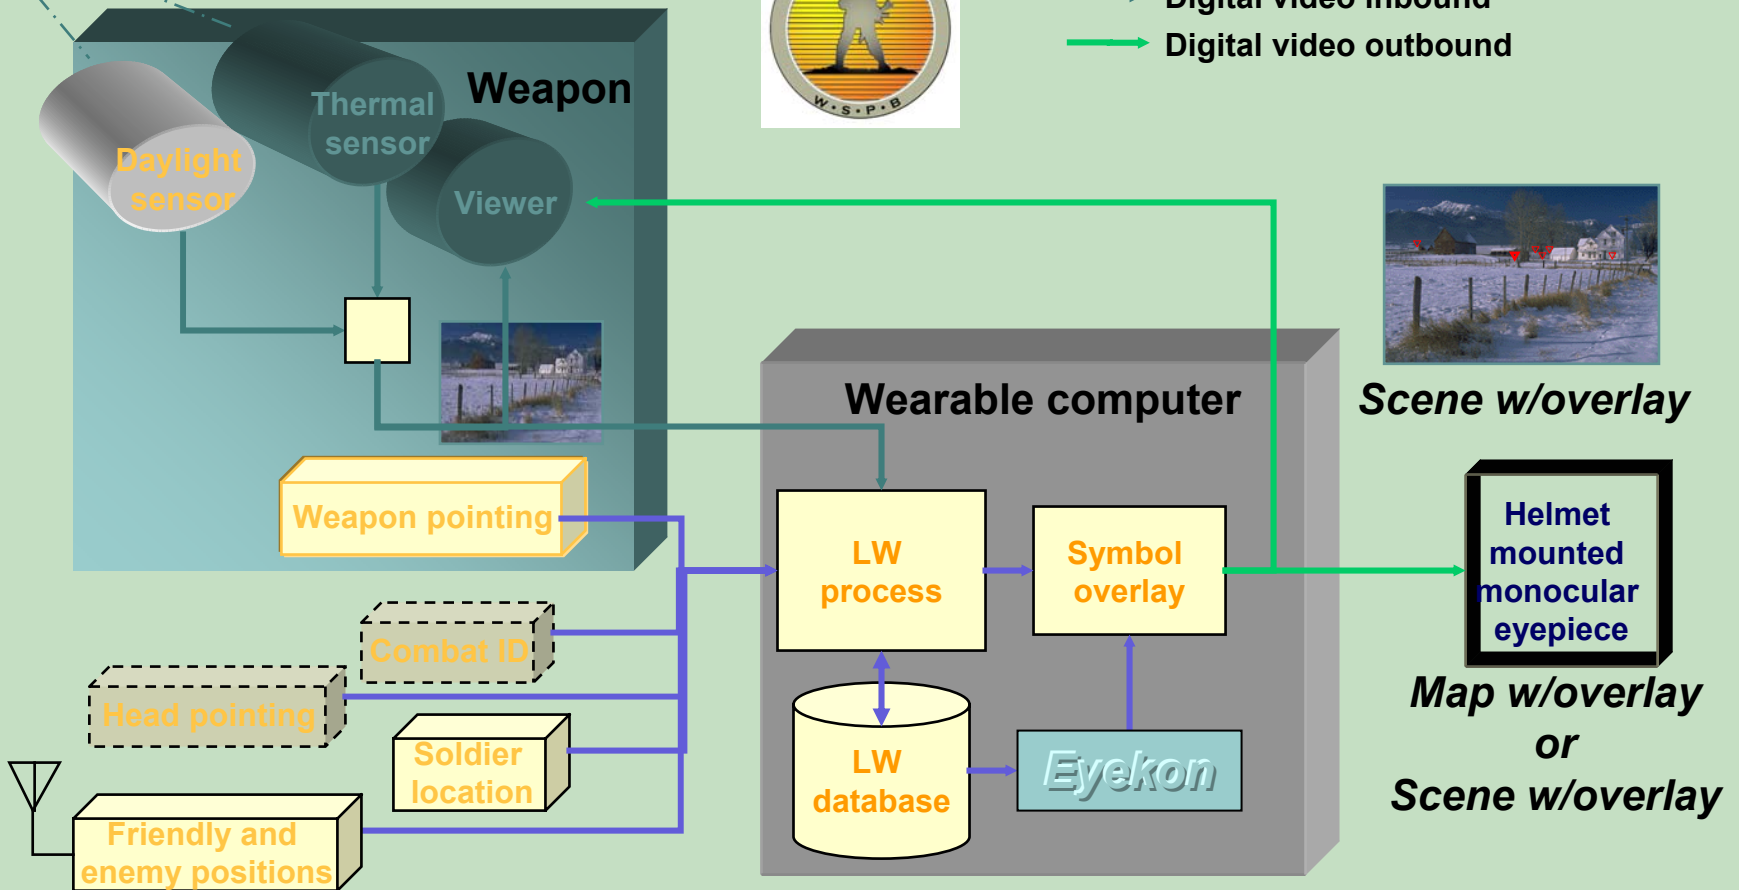 Digital video inbound
Digital video outbound
W·S·P·B
Weapon
Thermal
sensor
Daylight
sensor
Viewer
Weapon pointing
Combat ID
Head pointing
Soldier
location
Friendly and
enemy positions
Wearable computer
LW
process
Symbol
overlay
LW
database
Eyekon
Scene w/overlay
Helmet
mounted
monocular
eyepiece
Map w/overlay
or
Scene w/overlay